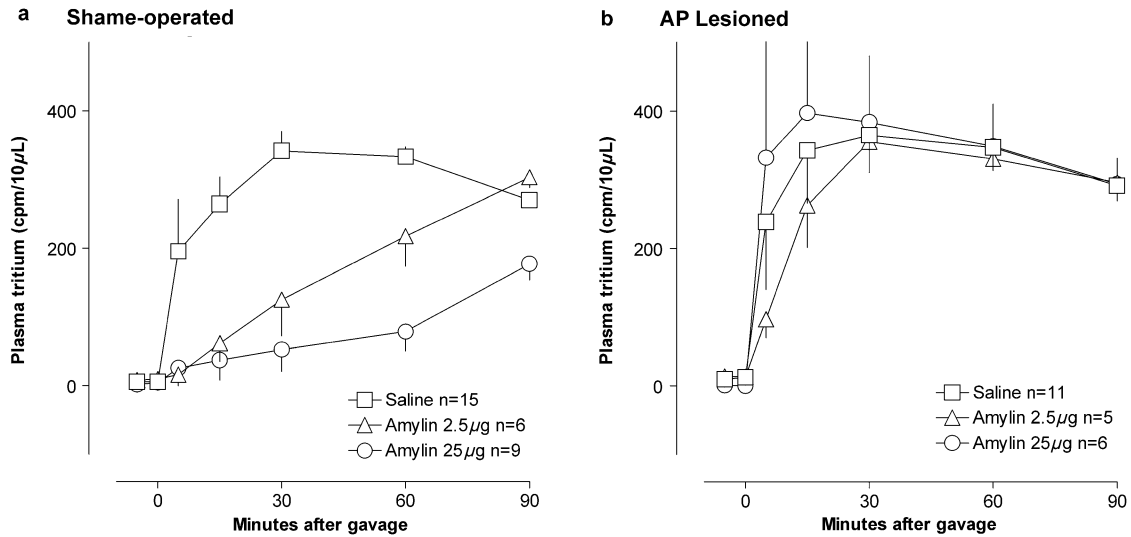 a Shame-operated
Plasma tritium (cpm/10µL)
400
200
0
Saline n=15
Amylin 2.5µg n=6
Amylin 25µg n=9
0 30 60 90
Minutes after gavage
b AP Lesioned
Plasma tritium (cpm/10µL)
400
200
0
Saline n=11
Amylin 2.5µg n=5
Amylin 25µg n=6
0 30 60 90
Minutes after gavage